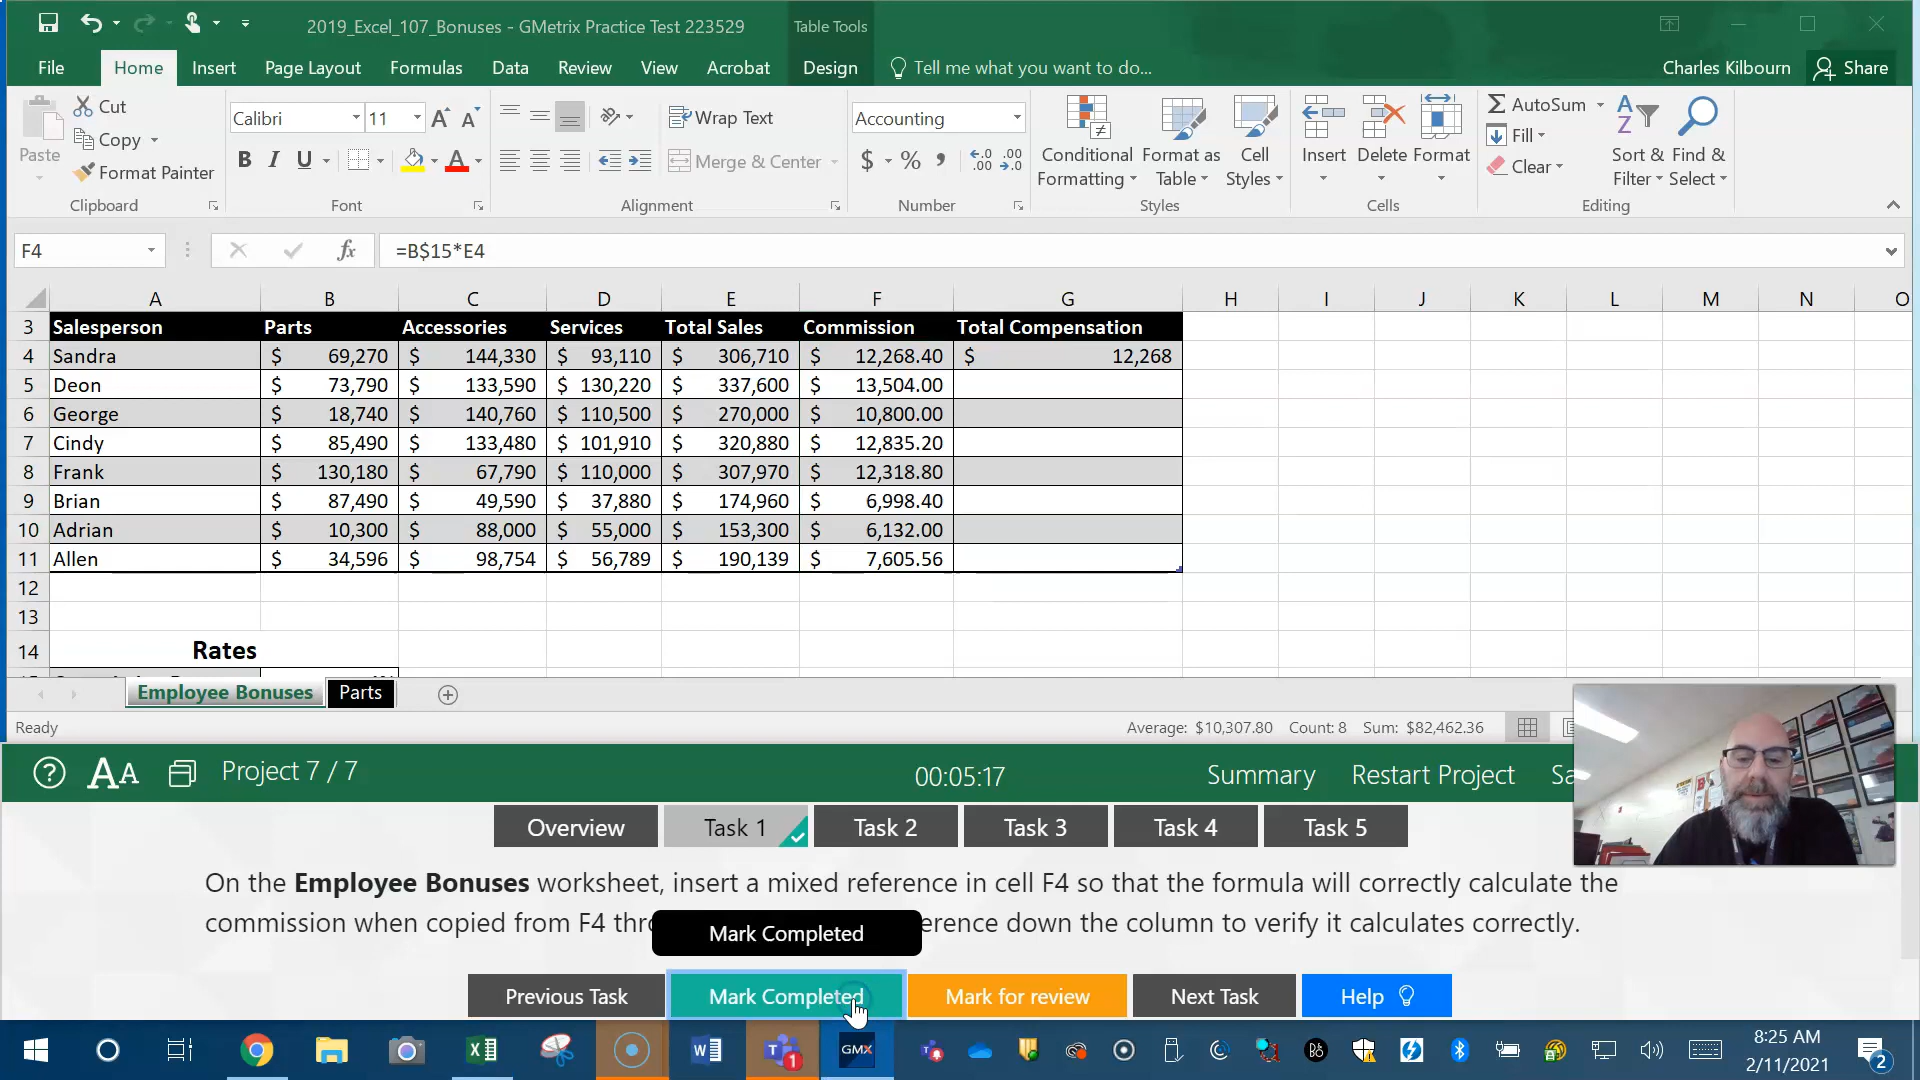 2019_Excel_107_Bonuses - GMetrix Practice Test 223529
Table Tools
File Home Insert Page Layout Formulas Data Review View Acrobat Design Tell me what you want to do... Charles Kilbourn Share
Paste
Cut
Copy
Format Painter
Clipboard
Calibri 11
B I U
Font
Wrap Text
Merge & Center
Alignment
Accounting
$ % , .00 .00
Number
Conditional Formatting
Format as Table
Cell Styles
Styles
Insert Delete Format
Cells
AutoSum
Fill
Clear
Sort & Filter
Find & Select
Editing
F4 fx =B$15*E4
A B C D E F G H I J K L M N O
3 Salesperson Parts Accessories Services Total Sales Commission Total Compensation
4 Sandra $ 69,270 $ 144,330 $ 93,110 $ 306,710 $ 12,268.40 $ 12,268
5 Deon $ 73,790 $ 133,590 $ 130,220 $ 337,600 $ 13,504.00
6 George $ 18,740 $ 140,760 $ 110,500 $ 270,000 $ 10,800.00
7 Cindy $ 85,490 $ 133,480 $ 101,910 $ 320,880 $ 12,835.20
8 Frank $ 130,180 $ 67,790 $ 110,000 $ 307,970 $ 12,318.80
9 Brian $ 87,490 $ 49,590 $ 37,880 $ 174,960 $ 6,998.40
10 Adrian $ 10,300 $ 88,000 $ 55,000 $ 153,300 $ 6,132.00
11 Allen $ 34,596 $ 98,754 $ 56,789 $ 190,139 $ 7,605.56
12
13
14 Rates
Employee Bonuses Parts
Ready Average: $10,307.80 Count: 8 Sum: $82,462.36
AA Project 7 / 7 00:05:17 Summary Restart Project Sa
Overview Task 1 Task 2 Task 3 Task 4 Task 5
On the Employee Bonuses worksheet, insert a mixed reference in cell F4 so that the formula will correctly calculate the
commission when copied from F4 thro erence down the column to verify it calculates correctly.
Mark Completed
Previous Task Mark Completed Mark for review Next Task Help
GMX
8:25 AM
2/11/2021
2